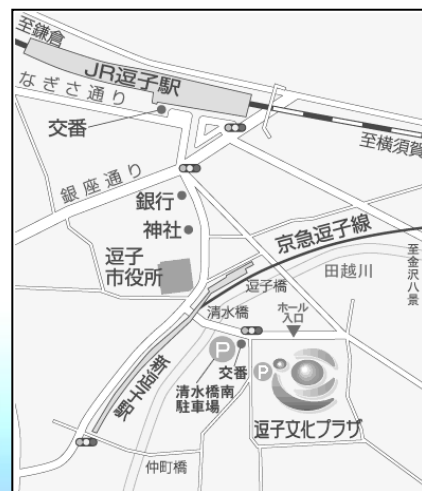 至鎌倉
JR逗子駅
なぎさ通り
交番
至横須賀
銀座通り
銀行
神社
京急逗子線
逗子
市役所
至金沢八景
田越川
逗子橋
清水橋
ホール
入口
P
交番
P
清水橋南
駐車場
新逗子駅
逗子文化プラザ
仲町橋